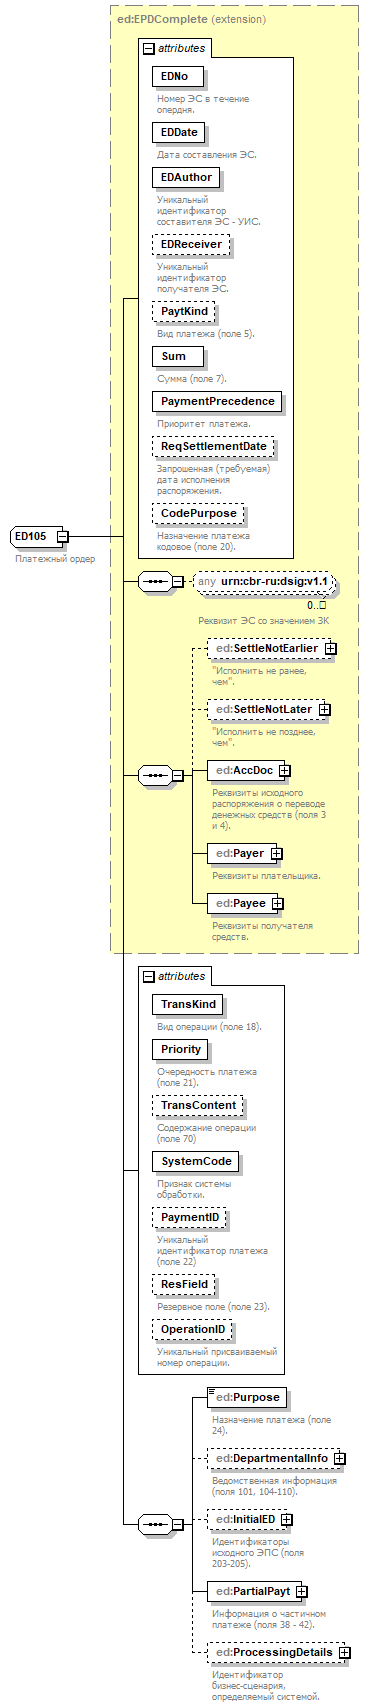 ed:EPDComplete (extension)
attributes
EDNo
Номер ЭС в течение
опердня.
EDDate
Дата составления ЭС.
EDAuthor
Уникальный
идентификатор
составителя ЭС - УИС.
EDReceiver
Уникальный
идентификатор
получателя ЭС.
PaytKind
Вид платежа (поле 5).
Sum
Сумма (поле 7).
PaymentPrecedence
Приоритет платежа.
ReqSettlementDate
Запрошенная (требуемая)
дата исполнения
распоряжения.
CodePurpose
Назначение платежа
кодовое (поле 20).
ED105
Платежный ордер
any urn:cbr-ru:dsig:v1.1
0..
Реквизит ЭС со значением ЗК
ed:SettleNotEarlier
"Исполнить не ранее,
чем".
ed:SettleNotLater
"Исполнить не позднее,
чем".
ed:AccDoc
Реквизиты исходного
распоряжения о переводе
денежных средств (поля 3
и 4).
ed:Payer
Реквизиты плательщика.
ed:Payee
Реквизиты получателя
средств.
attributes
TransKind
Вид операции (поле 18).
Priority
Очередность платежа
(поле 21).
TransContent
Содержание операции
(поле 70)
SystemCode
Признак системы
обработки.
PaymentID
Уникальный
идентификатор платежа
(поле 22)
ResField
Резервное поле (поле 23).
OperationID
Уникальный присваиваемый
номер операции.
ed:Purpose
Назначение платежа (поле
24).
ed:DepartmentalInfo
Ведомственная информация
(поля 101, 104-110).
ed:InitialED
Идентификаторы
исходного ЭПС (поля
203-205).
ed:PartialPayt
Информация о частичном
платеже (поля 38 - 42).
ed:ProcessingDetails
Идентификатор
бизнес-сценария,
определяемый системой.